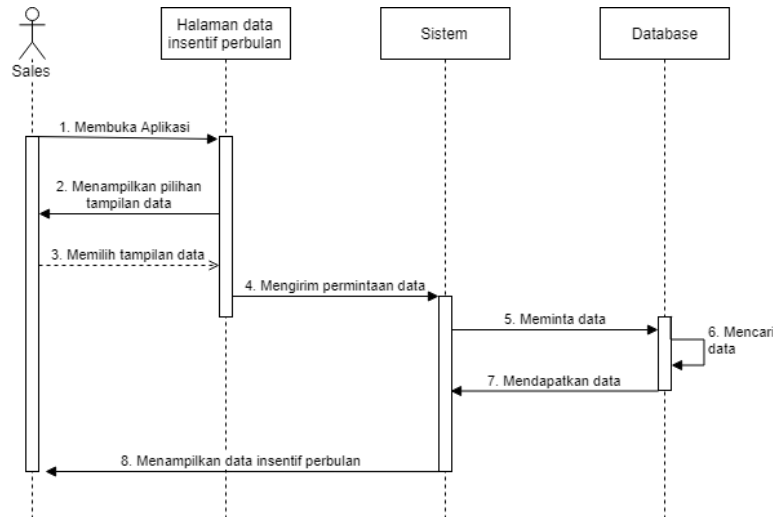 Halaman data
insentif perbulan
Sistem
Database
Sales
1. Membuka Aplikasi
2. Menampilkan pilihan
tampilan data
3. Memilih tampilan data
4. Mengirim permintaan data
5. Meminta data
6. Mencari
data
7. Mendapatkan data
8. Menampilkan data insentif perbulan